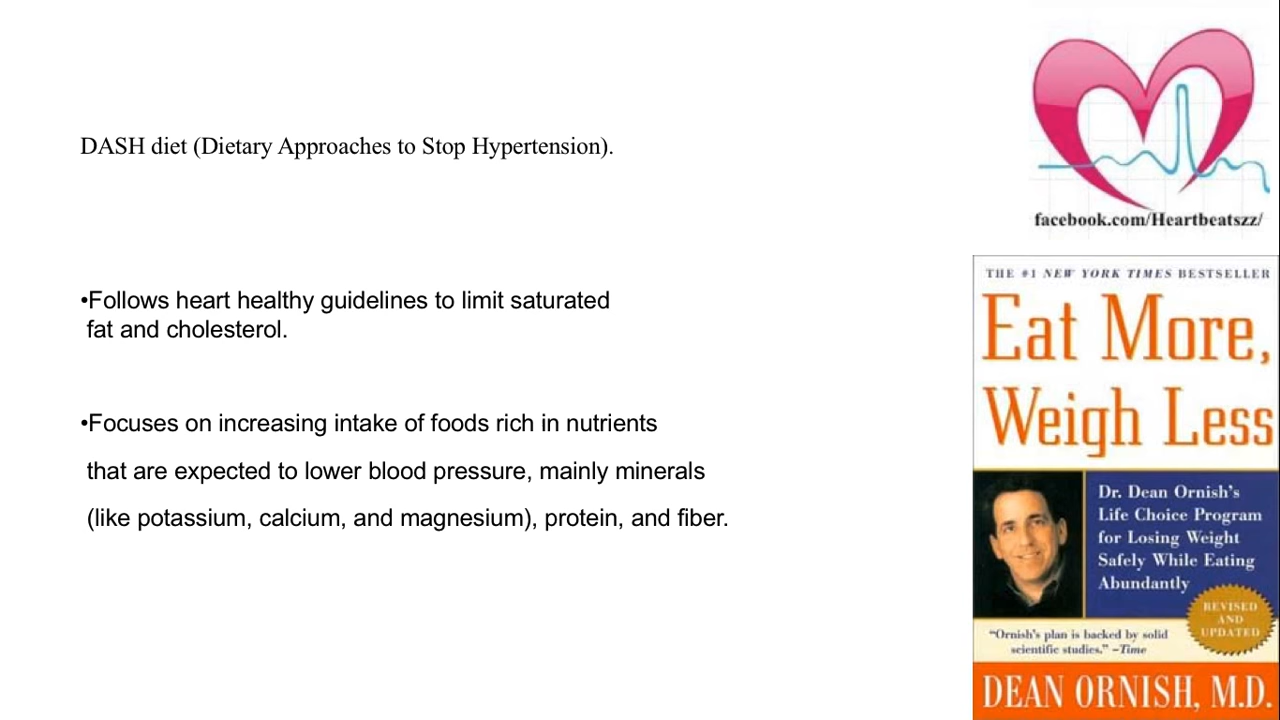 DASH diet (Dietary Approaches to Stop Hypertension).
•Follows heart healthy guidelines to limit saturated
fat and cholesterol.
•Focuses on increasing intake of foods rich in nutrients
that are expected to lower blood pressure, mainly minerals
(like potassium, calcium, and magnesium), protein, and fiber.
facebook.com/Heartbeatszz/
THE #1 NEW YORK TIMES BESTSELLER
Eat More,
Weigh Less
Dr. Dean Ornish's
Life Choice Program
for Losing Weight
Safely While Eating
Abundantly
REVISED
AND
UPDATED
"Ornish's plan is backed by solid
scientific studies." –Time
DEAN ORNISH, M.D.